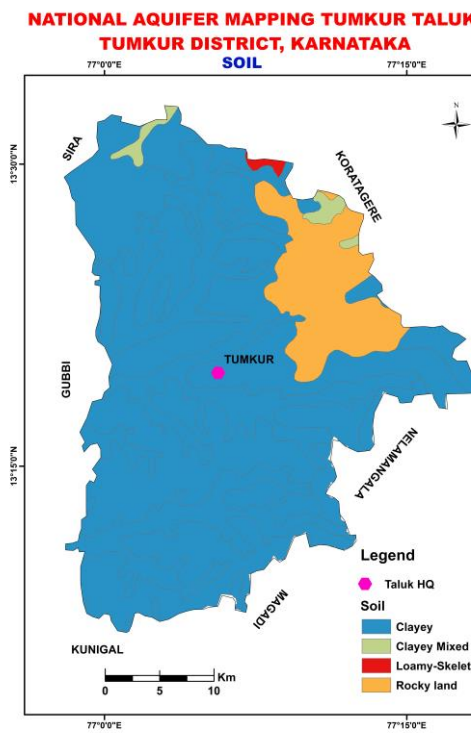 NATIONAL AQUIFER MAPPING TUMKUR TALUK
TUMKUR DISTRICT, KARNATAKA
SOIL
77°0'0"E
77°15'0"E
N
SIRA
KORATAGERE
13°30'0"N
TUMKUR
GUBBI
NELAMANGALA
13°15'0"N
MAGADI
KUNIGAL
Legend
Taluk HQ
Soil
Clayey
Clayey Mixed
Loamy-Skelet
Rocky land
Km
0 5 10
77°0'0"E
77°15'0"E